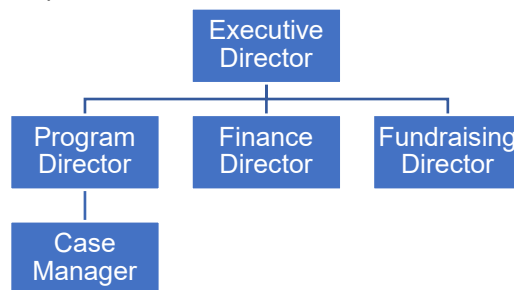 Executive
Director
Program
Director
Finance
Director
Fundraising
Director
Case
Manager